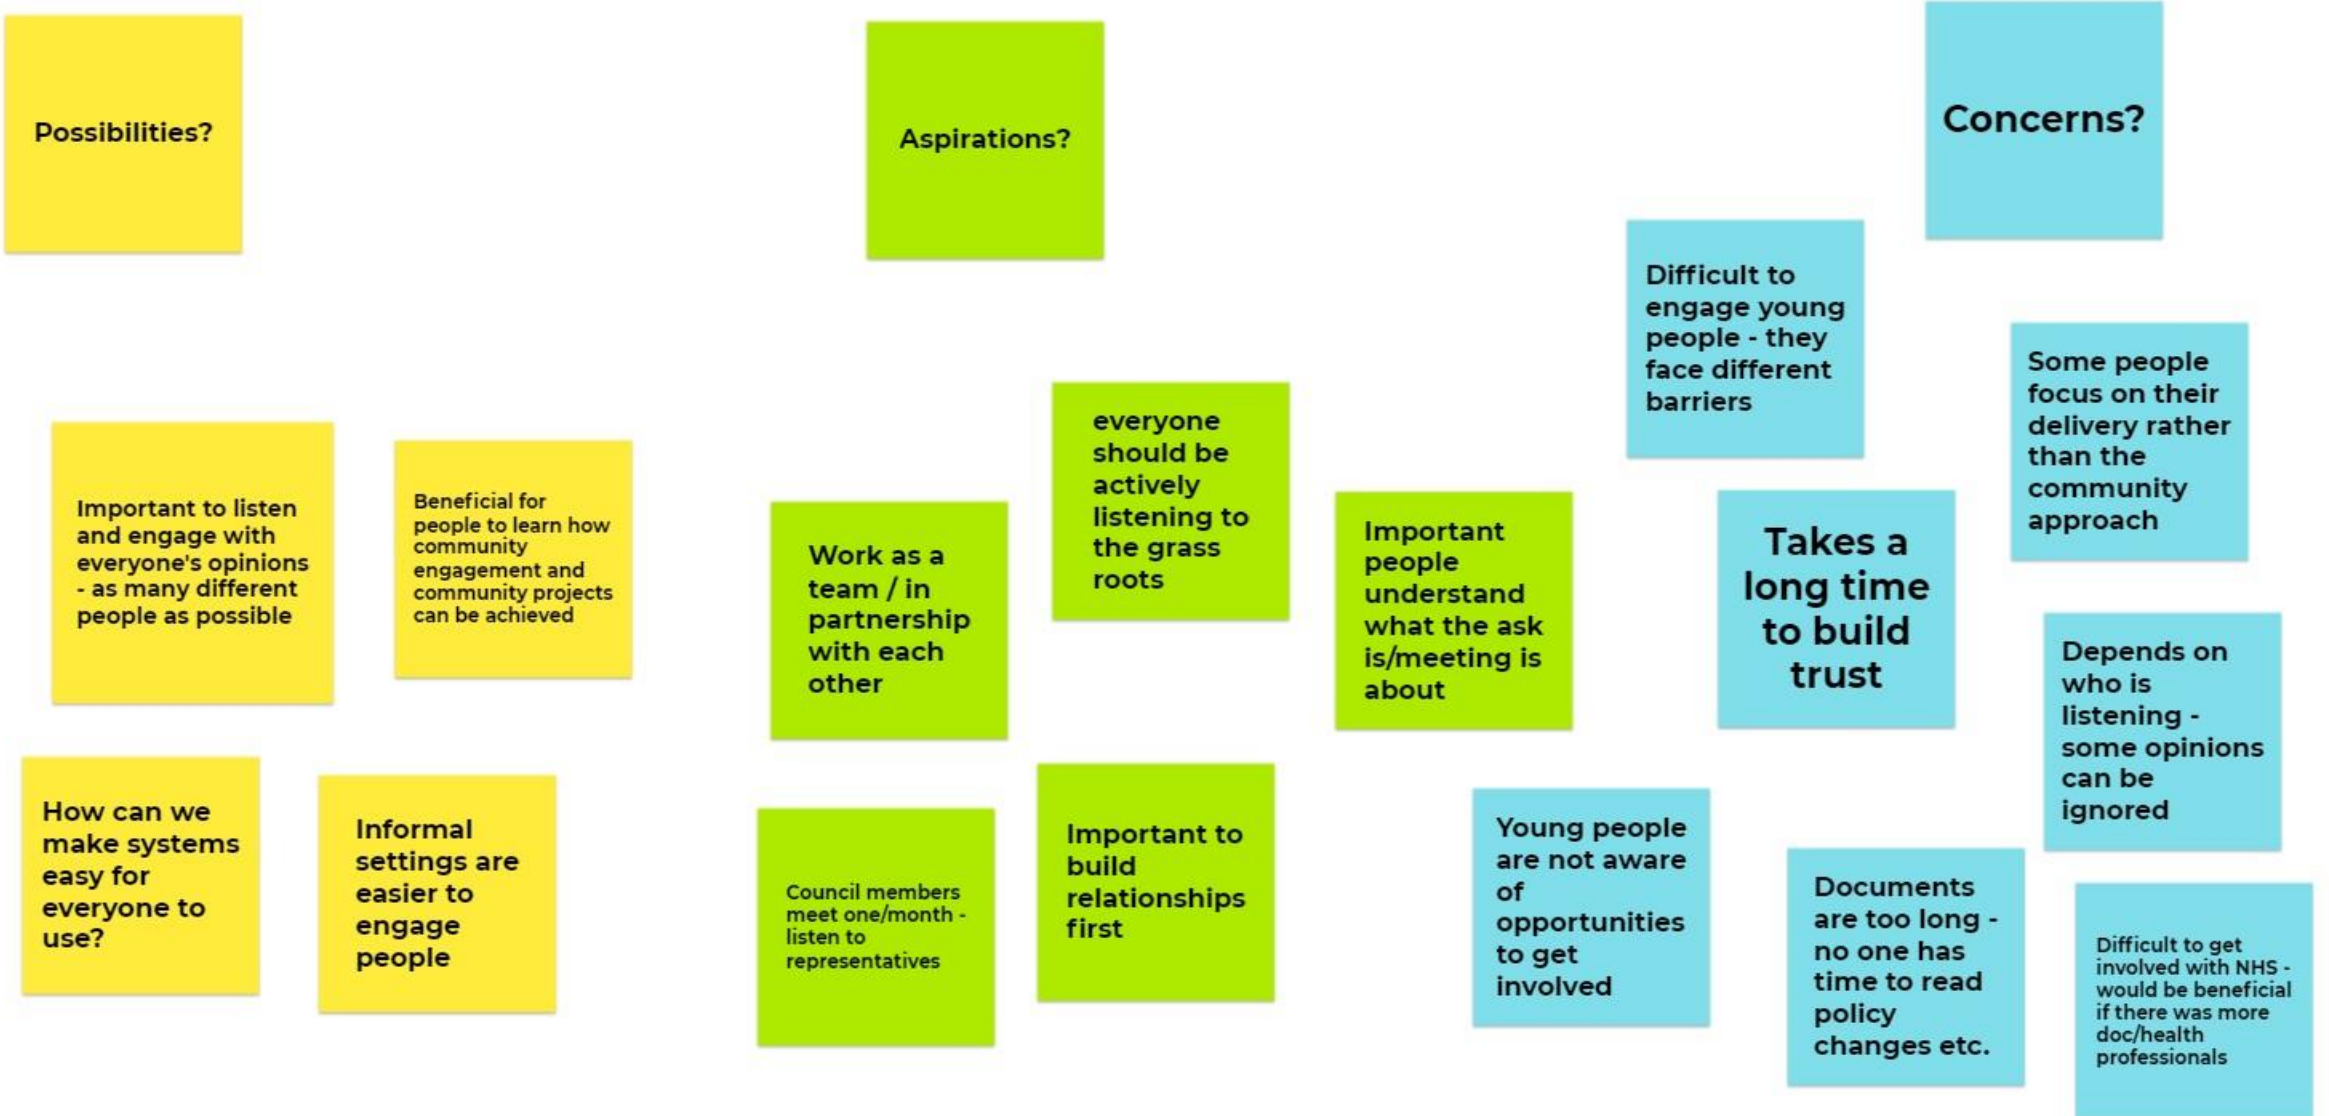 Possibilities?
Important to listen
and engage with
everyone's opinions
- as many different
people as possible
Beneficial for
people to learn how
community
engagement and
community projects
can be achieved
How can we
make systems
easy for
everyone to
use?
Informal
settings are
easier to
engage
people
Aspirations?
everyone
should be
actively
listening to
the grass
roots
Work as a
team / in
partnership
with each
other
Important
people
understand
what the ask
is/meeting is
about
Council members
meet one/month -
listen to
representatives
Important to
build
relationships
first
Concerns?
Difficult to
engage young
people - they
face different
barriers
Some people
focus on their
delivery rather
than the
community
approach
Takes a
long time
to build
trust
Depends on
who is
listening -
some opinions
can be
ignored
Young people
are not aware
of
opportunities
to get
involved
Documents
are too long -
no one has
time to read
policy
changes etc.
Difficult to get
involved with NHS -
would be beneficial
if there was more
doc/health
professionals